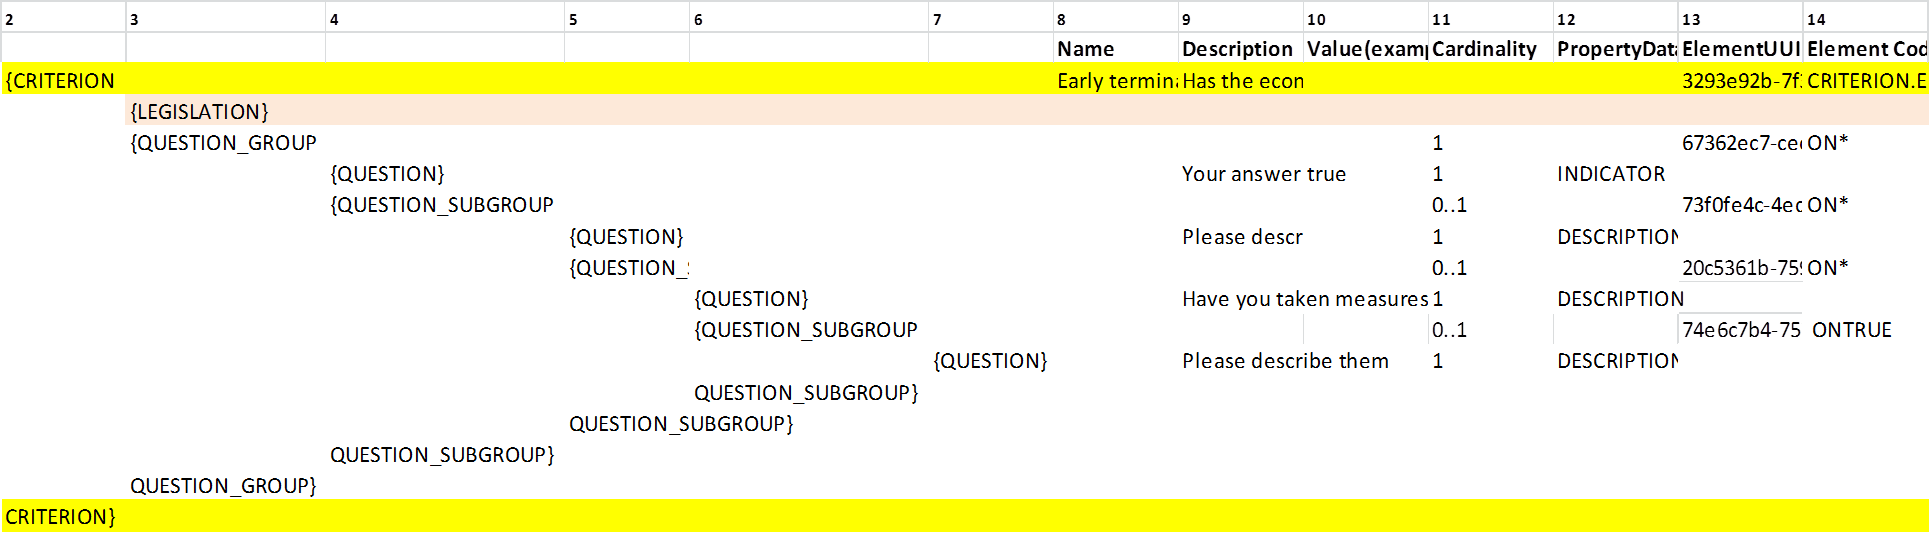 2 3 4 5 6 7 8 9 10 11 12 13 14
Name Description Value(examp Cardinality PropertyData ElementUUI Element Cod
{CRITERION Early termina Has the econ 3293e92b-7f CRITERION.E
{LEGISLATION}
{QUESTION_GROUP 1 67362ec7-ce ON*
{QUESTION} Your answer true 1 INDICATOR
{QUESTION_SUBGROUP 0..1 73f0fe4c-4ec ON*
{QUESTION} Please descr 1 DESCRIPTION
{QUESTION_ 0..1 20c5361b-759 ON*
{QUESTION} Have you taken measures 1 DESCRIPTION
{QUESTION_SUBGROUP 0..1 74e6c7b4-75 ONTRUE
{QUESTION} Please describe them 1 DESCRIPTION
QUESTION_SUBGROUP}
QUESTION_SUBGROUP}
QUESTION_SUBGROUP}
QUESTION_GROUP}
CRITERION}